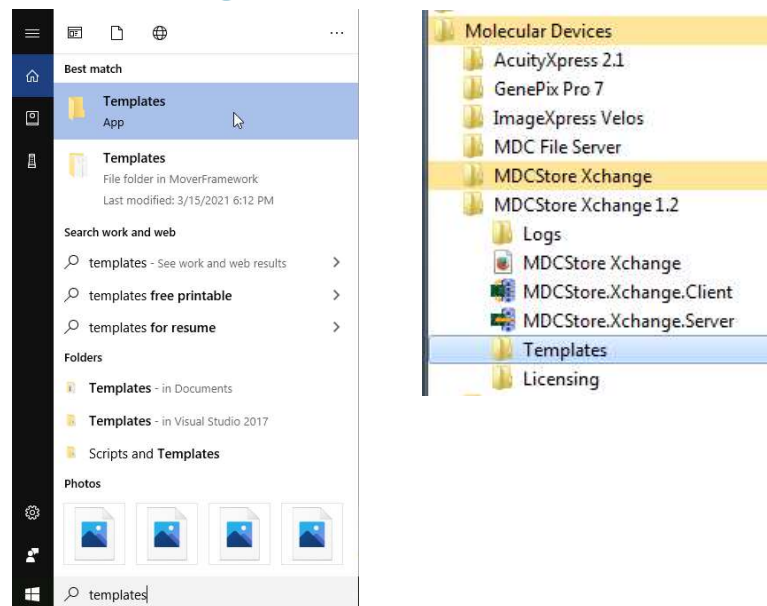 Best match
Templates
App
Templates
File folder in MoverFramework
Last modified: 3/15/2021 6:12 PM
Search work and web
templates - See work and web results
templates free printable
templates for resume
Folders
Templates - in Documents
Templates - in Visual Studio 2017
Scripts and Templates
Photos
templates
Molecular Devices
AcuityXpress 2.1
GenePix Pro 7
ImageXpress Velos
MDC File Server
MDCStore Xchange
MDCStore Xchange 1.2
Logs
MDCStore Xchange
MDCStore.Xchange.Client
MDCStore.Xchange.Server
Templates
Licensing